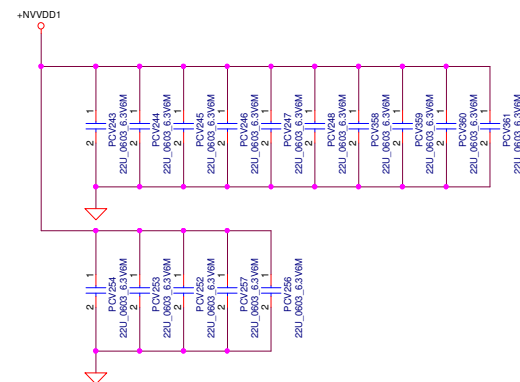 +NVVDD1
1
2
PCV243
22U_0603_6.3V6M
1
2
PCV244
22U_0603_6.3V6M
1
2
PCV245
22U_0603_6.3V6M
1
2
PCV246
22U_0603_6.3V6M
1
2
PCV247
22U_0603_6.3V6M
1
2
PCV248
22U_0603_6.3V6M
1
2
PCV358
22U_0603_6.3V6M
1
2
PCV359
22U_0603_6.3V6M
1
2
PCV360
22U_0603_6.3V6M
1
2
PCV361
22U_0603_6.3V6M
1
2
PCV254
22U_0603_6.3V6M
1
2
PCV253
22U_0603_6.3V6M
1
2
PCV252
22U_0603_6.3V6M
1
2
PCV257
22U_0603_6.3V6M
1
2
PCV256
22U_0603_6.3V6M